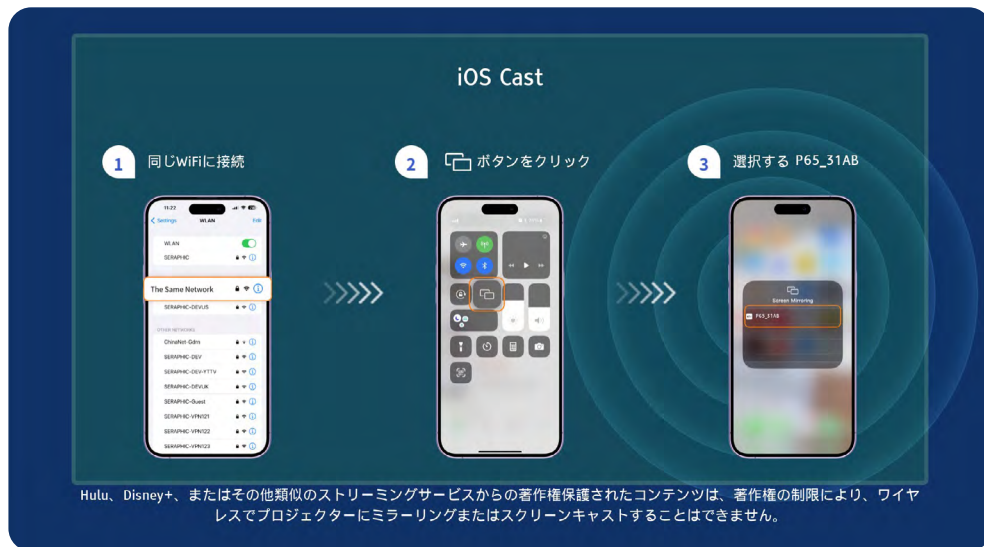 iOS Cast
1 同じWiFiに接続
2 ボタンをクリック
3 選択する P65_31AB
11:22
Settings WLAN Edit
WLAN
SERAPHIC
The Same Network
SERAPHIC-DEVUS
OTHER NETWORKS
ChinaNet-Gdm
SERAPHIC-DEV
SERAPHIC-DEV-YTTV
SERAPHIC-DEVUK
SERAPHIC-Guest
SERAPHIC-VPN121
SERAPHIC-VPN122
SERAPHIC-VPN123
Screen Mirroring
P65_31AB
Hulu、Disney+、またはその他類似のストリーミングサービスからの著作権保護されたコンテンツは、著作権の制限により、ワイヤ
レスでプロジェクターにミラーリングまたはスクリーンキャストすることはできません。